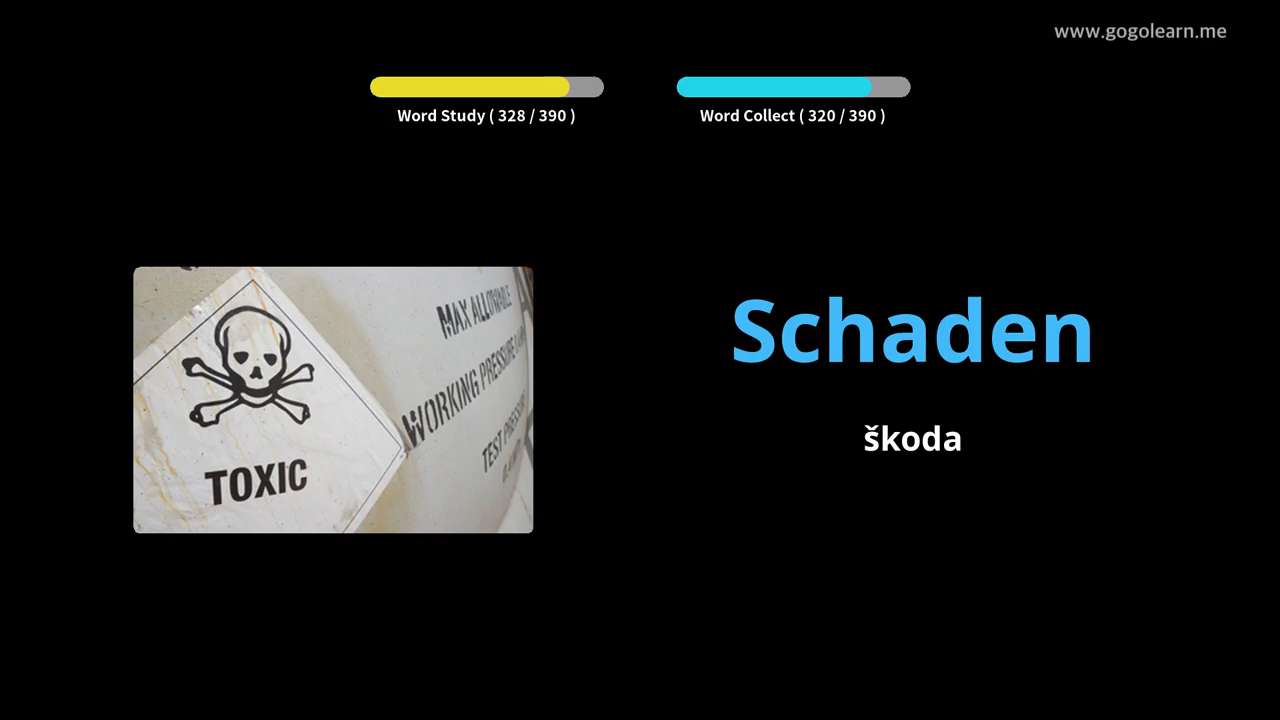 www.gogolearn.me
Word Study ( 328 / 390 )
Word Collect ( 320 / 390 )
Schaden
škoda
TOXIC
MAX ALLOWABLE
WORKING PRESSURE
TEST PRESSURE